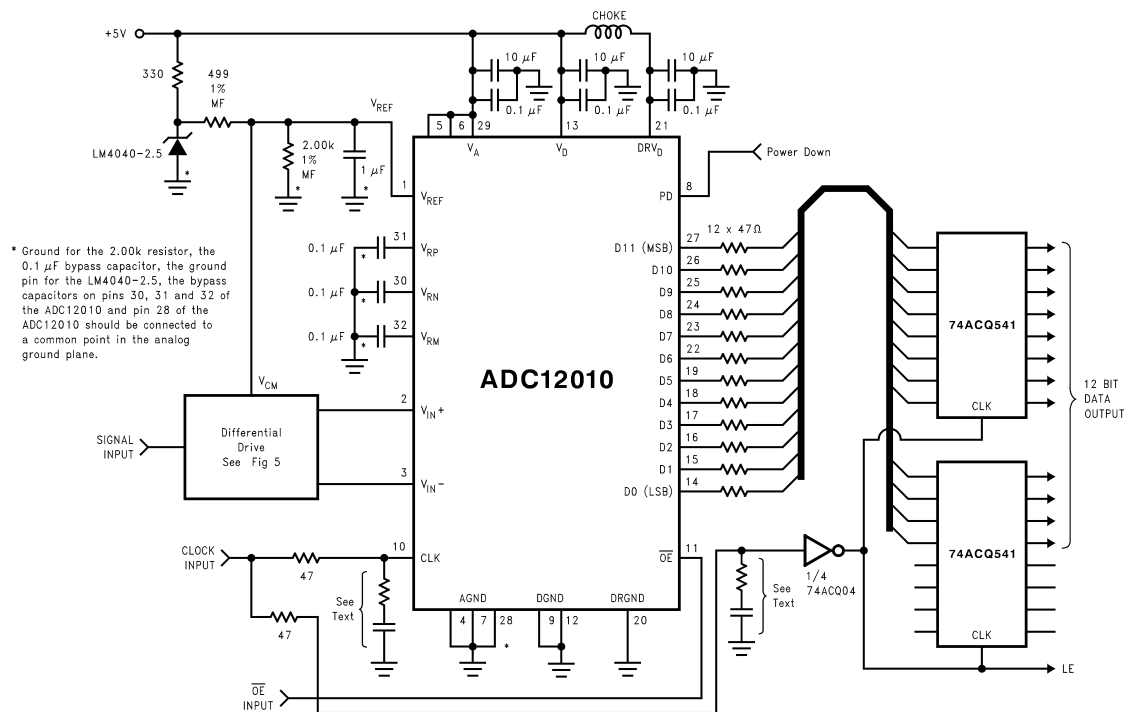 CHOKE
+5V
10 μF
10 μF
10 μF
330
499
1%
MF
0.1 μF
0.1 μF
0.1 μF
VREF
5
6
29
13
21
VA
VD
DRVD
LM4040-2.5
*
2.00k
1%
MF
*
1 μF
*
1
VREF
PD
8
Power Down
* Ground for the 2.00k resistor, the
0.1 μF bypass capacitor, the ground
pin for the LM4040-2.5, the bypass
capacitors on pins 30, 31 and 32 of
the ADC12010 and pin 28 of the
ADC12010 should be connected to
a common point in the analog
ground plane.
0.1 μF
*
31
VRP
0.1 μF
*
30
VRN
0.1 μF
*
32
VRM
ADC12010
D11 (MSB)
27
12 x 47Ω
D10
26
D9
25
D8
24
D7
23
D6
22
D5
19
D4
18
D3
17
D2
16
D1
15
D0 (LSB)
14
74ACQ541
CLK
12 BIT
DATA
OUTPUT
VCM
SIGNAL
INPUT
Differential
Drive
See Fig 5
2
VIN+
3
VIN-
CLOCK
INPUT
47
10
CLK
See
Text
47
OE
11
1/4
74ACQ04
See
Text
74ACQ541
CLK
LE
AGND
DGND
DRGND
4
7
28
*
9
12
20
OE
INPUT